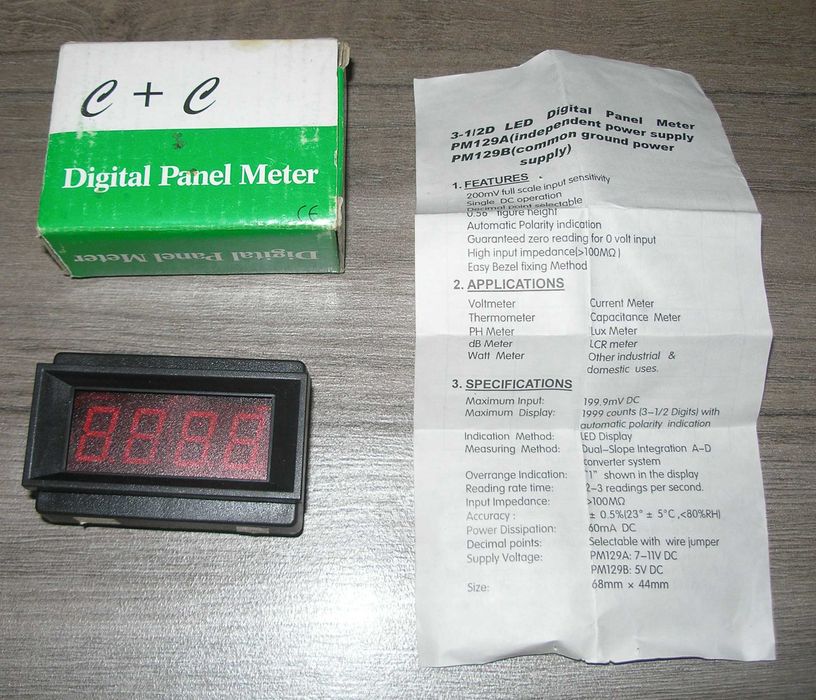 C + C
Digital Panel Meter
CE
Digital Panel Meter
8888
3-1/2D LED Digital Panel Meter
PM129A(independent power supply
PM129B(common ground power
supply)
1. FEATURES
200mV full scale input sensitivity
Single DC operation
Decimal point selectable
0.56" figure height
Automatic Polarity indication
Guaranteed zero reading for 0 volt input
High input impedance(>100MΩ)
Easy Bezel fixing Method
2. APPLICATIONS
Voltmeter Current Meter
Thermometer Capacitance Meter
PH Meter Lux Meter
dB Meter LCR meter
Watt Meter Other industrial &
domestic uses.
3. SPECIFICATIONS
Maximum Input: 199.9mV DC
Maximum Display: 1999 counts (3-1/2 Digits) with
automatic polarity indication
Indication Method: LED Display
Measuring Method: Dual-Slope Integration A-D
converter system
Overrange Indication: "1" shown in the display
Reading rate time: 2-3 readings per second.
Input Impedance: >100MΩ
Accuracy : ± 0.5%(23° ± 5°C ,<80%RH)
Power Dissipation: 60mA DC
Decimal points: Selectable with wire jumper
Supply Voltage: PM129A: 7-11V DC
PM129B: 5V DC
Size: 68mm × 44mm